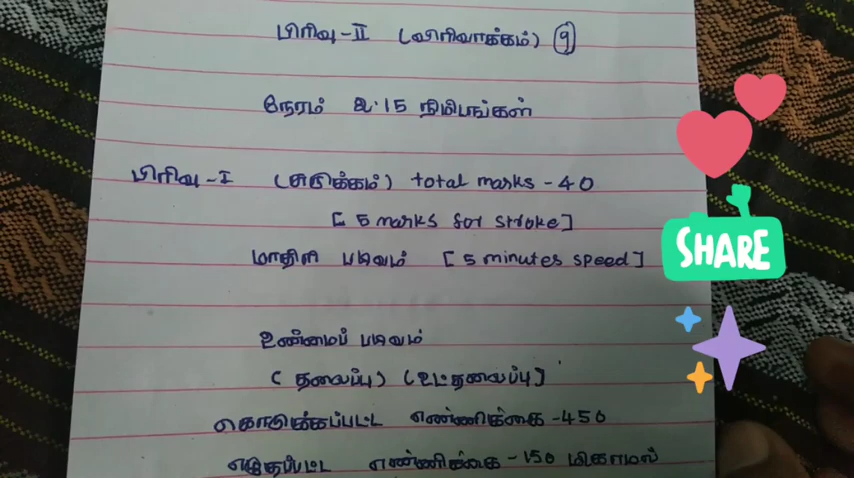 பிரிவு-II (விரிவாக்கம்) 9
நேரம் 2.15 நிமிடங்கள்
பிரிவு-I (சுருக்கம்) total marks - 40
[5 marks for stroke]
மாதிரி படிவம் [5 minutes speed]
உண்மைப் படிவம்
(தலைப்பு) (உட்தலைப்பு]
கொடுக்கப்பட்ட எண்ணிக்கை -450
எழுதப்பட்ட எண்ணிக்கை -150 மிகாமல்
SHARE